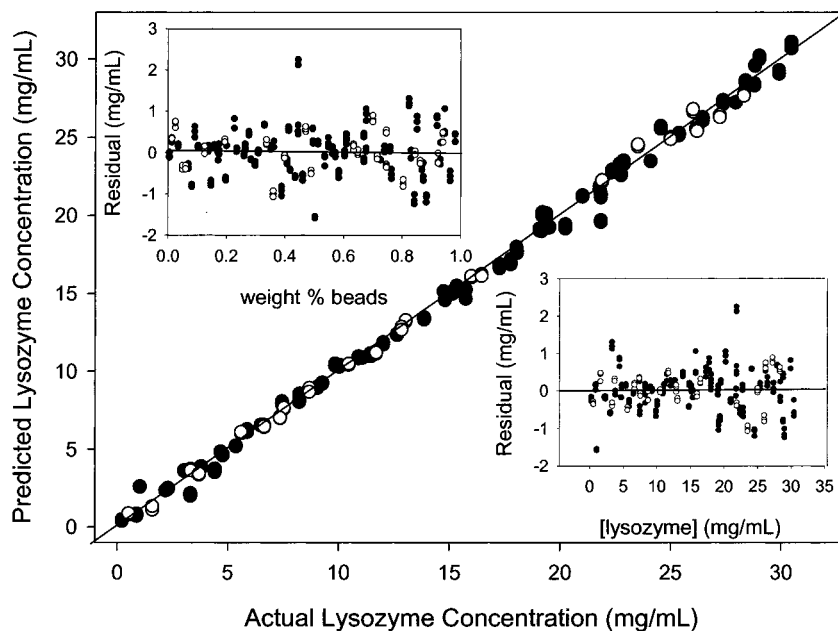 Predicted Lysozyme Concentration (mg/mL)
30
25
20
15
10
5
0
0 5 10 15 20 25 30
Actual Lysozyme Concentration (mg/mL)
Residual (mg/mL)
3
2
1
0
-1
-2
0.0 0.2 0.4 0.6 0.8 1.0
weight % beads
Residual (mg/mL)
3
2
1
0
-1
-2
0 5 10 15 20 25 30 35
[lysozyme] (mg/mL)